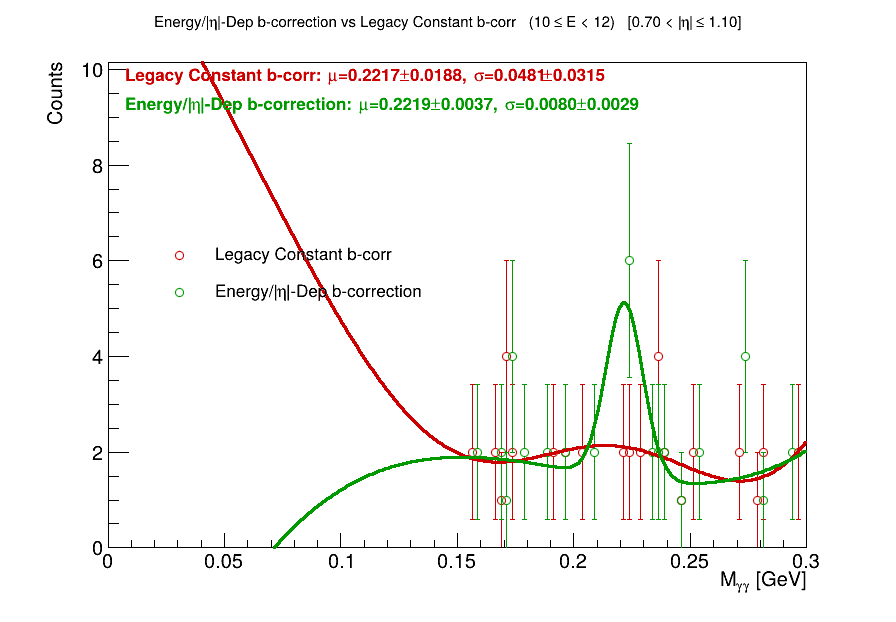 Energy/|η|-Dep b-correction vs Legacy Constant b-corr (10 ≤ E < 12) [0.70 < |η| ≤ 1.10]
Counts
10
8
6
4
2
0
Legacy Constant b-corr: μ=0.2217±0.0188, σ=0.0481±0.0315
Energy/|η|-Dep b-correction: μ=0.2219±0.0037, σ=0.0080±0.0029
Legacy Constant b-corr
Energy/|η|-Dep b-correction
0 0.05 0.1 0.15 0.2 0.25 0.3
Mγγ [GeV]